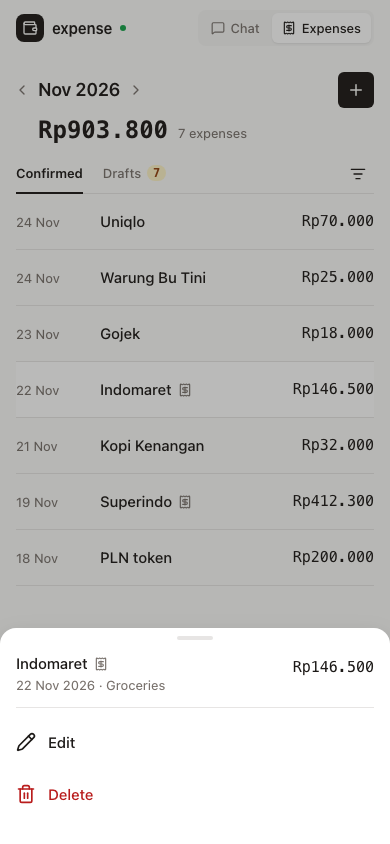 expense
Chat
Expenses
Nov 2026
Rp903.800 7 expenses
Confirmed
Drafts 7
24 Nov Uniqlo Rp70.000
24 Nov Warung Bu Tini Rp25.000
23 Nov Gojek Rp18.000
22 Nov Indomaret Rp146.500
21 Nov Kopi Kenangan Rp32.000
19 Nov Superindo Rp412.300
18 Nov PLN token Rp200.000
Indomaret Rp146.500
22 Nov 2026 · Groceries
Edit
Delete